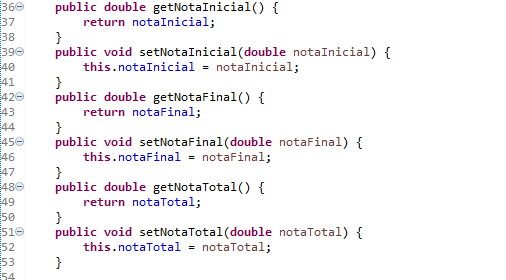 36 public double getNotaInicial() {
37 return notaInicial;
38 }
39 public void setNotaInicial(double notaInicial) {
40 this.notaInicial = notaInicial;
41 }
42 public double getNotaFinal() {
43 return notaFinal;
44 }
45 public void setNotaFinal(double notaFinal) {
46 this.notaFinal = notaFinal;
47 }
48 public double getNotaTotal() {
49 return notaTotal;
50 }
51 public void setNotaTotal(double notaTotal) {
52 this.notaTotal = notaTotal;
53 }
54